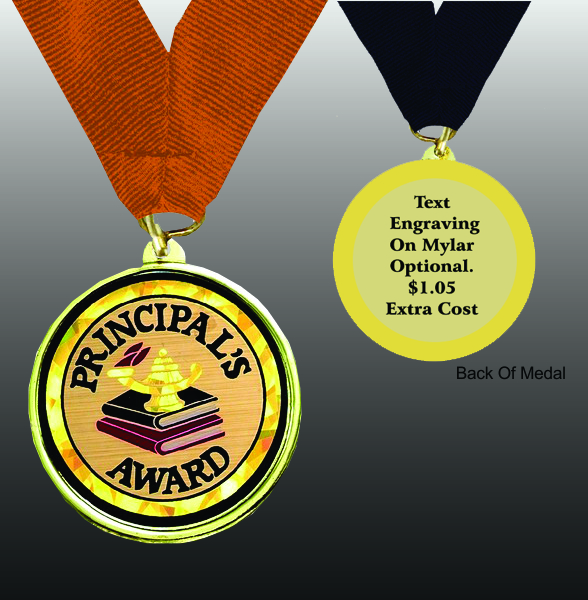 PRINCIPAL'S
AWARD
Text
Engraving
On Mylar
Optional.
$1.05
Extra Cost
Back Of Medal